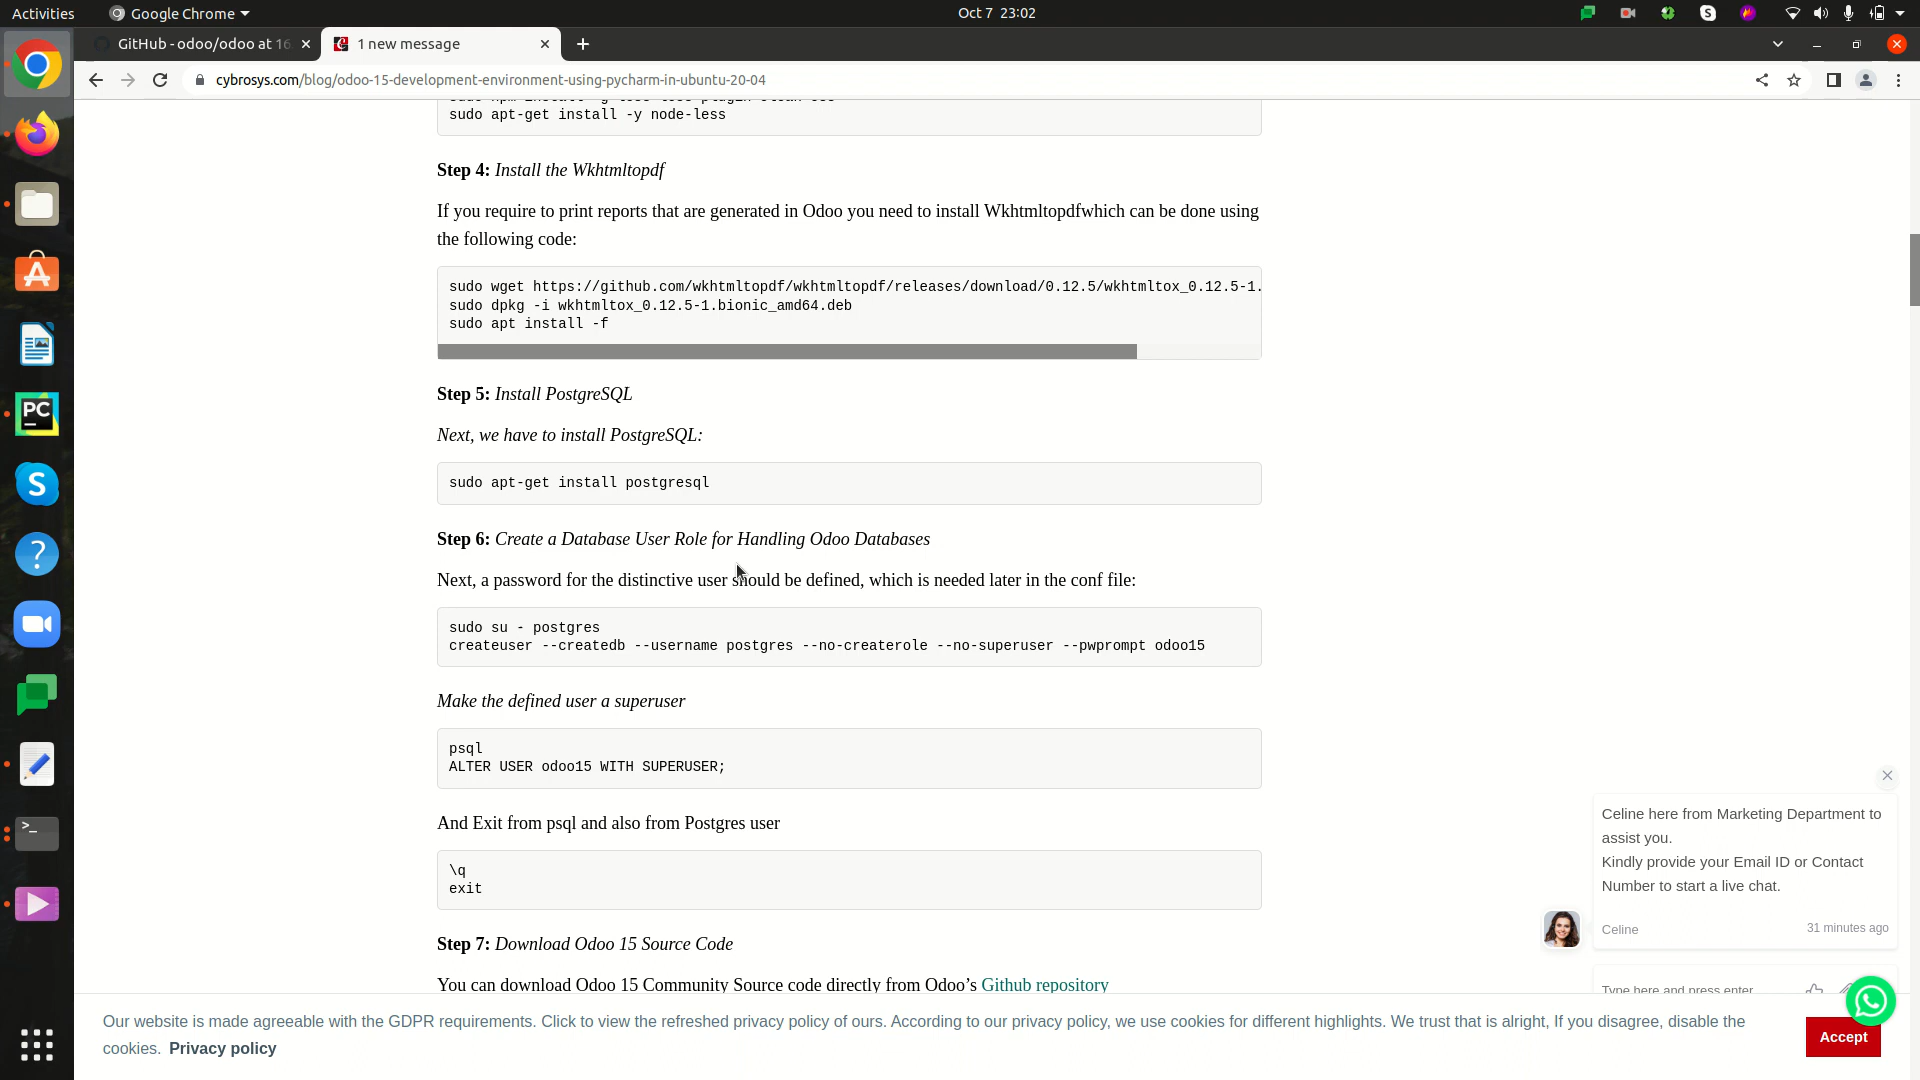 Activities
Google Chrome
Oct 7 23:02
GitHub - odoo/odoo at 16
1 new message
cybrosys.com/blog/odoo-15-development-environment-using-pycharm-in-ubuntu-20-04
sudo apt-get install -y node-less
Step 4: Install the Wkhtmltopdf
If you require to print reports that are generated in Odoo you need to install Wkhtmltopdfwhich can be done using
the following code:
sudo wget https://github.com/wkhtmltopdf/wkhtmltopdf/releases/download/0.12.5/wkhtmltox_0.12.5-1.
sudo dpkg -i wkhtmltox_0.12.5-1.bionic_amd64.deb
sudo apt install -f
Step 5: Install PostgreSQL
Next, we have to install PostgreSQL:
sudo apt-get install postgresql
Step 6: Create a Database User Role for Handling Odoo Databases
Next, a password for the distinctive user should be defined, which is needed later in the conf file:
sudo su - postgres
createuser --createdb --username postgres --no-createrole --no-superuser --pwprompt odoo15
Make the defined user a superuser
psql
ALTER USER odoo15 WITH SUPERUSER;
And Exit from psql and also from Postgres user
\q
exit
Step 7: Download Odoo 15 Source Code
You can download Odoo 15 Community Source code directly from Odoo’s Github repository
Celine here from Marketing Department to
assist you.
Kindly provide your Email ID or Contact
Number to start a live chat.
Celine
31 minutes ago
Type here and press enter
Our website is made agreeable with the GDPR requirements. Click to view the refreshed privacy policy of ours. According to our privacy policy, we use cookies for different highlights. We trust that is alright, If you disagree, disable the
cookies. Privacy policy
Accept